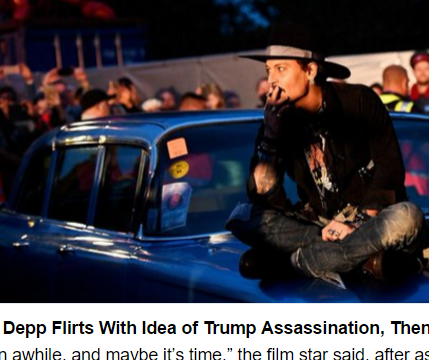 Depp Flirts With Idea of Trump Assassination, Then
awhile, and maybe it's time," the film star said, after as